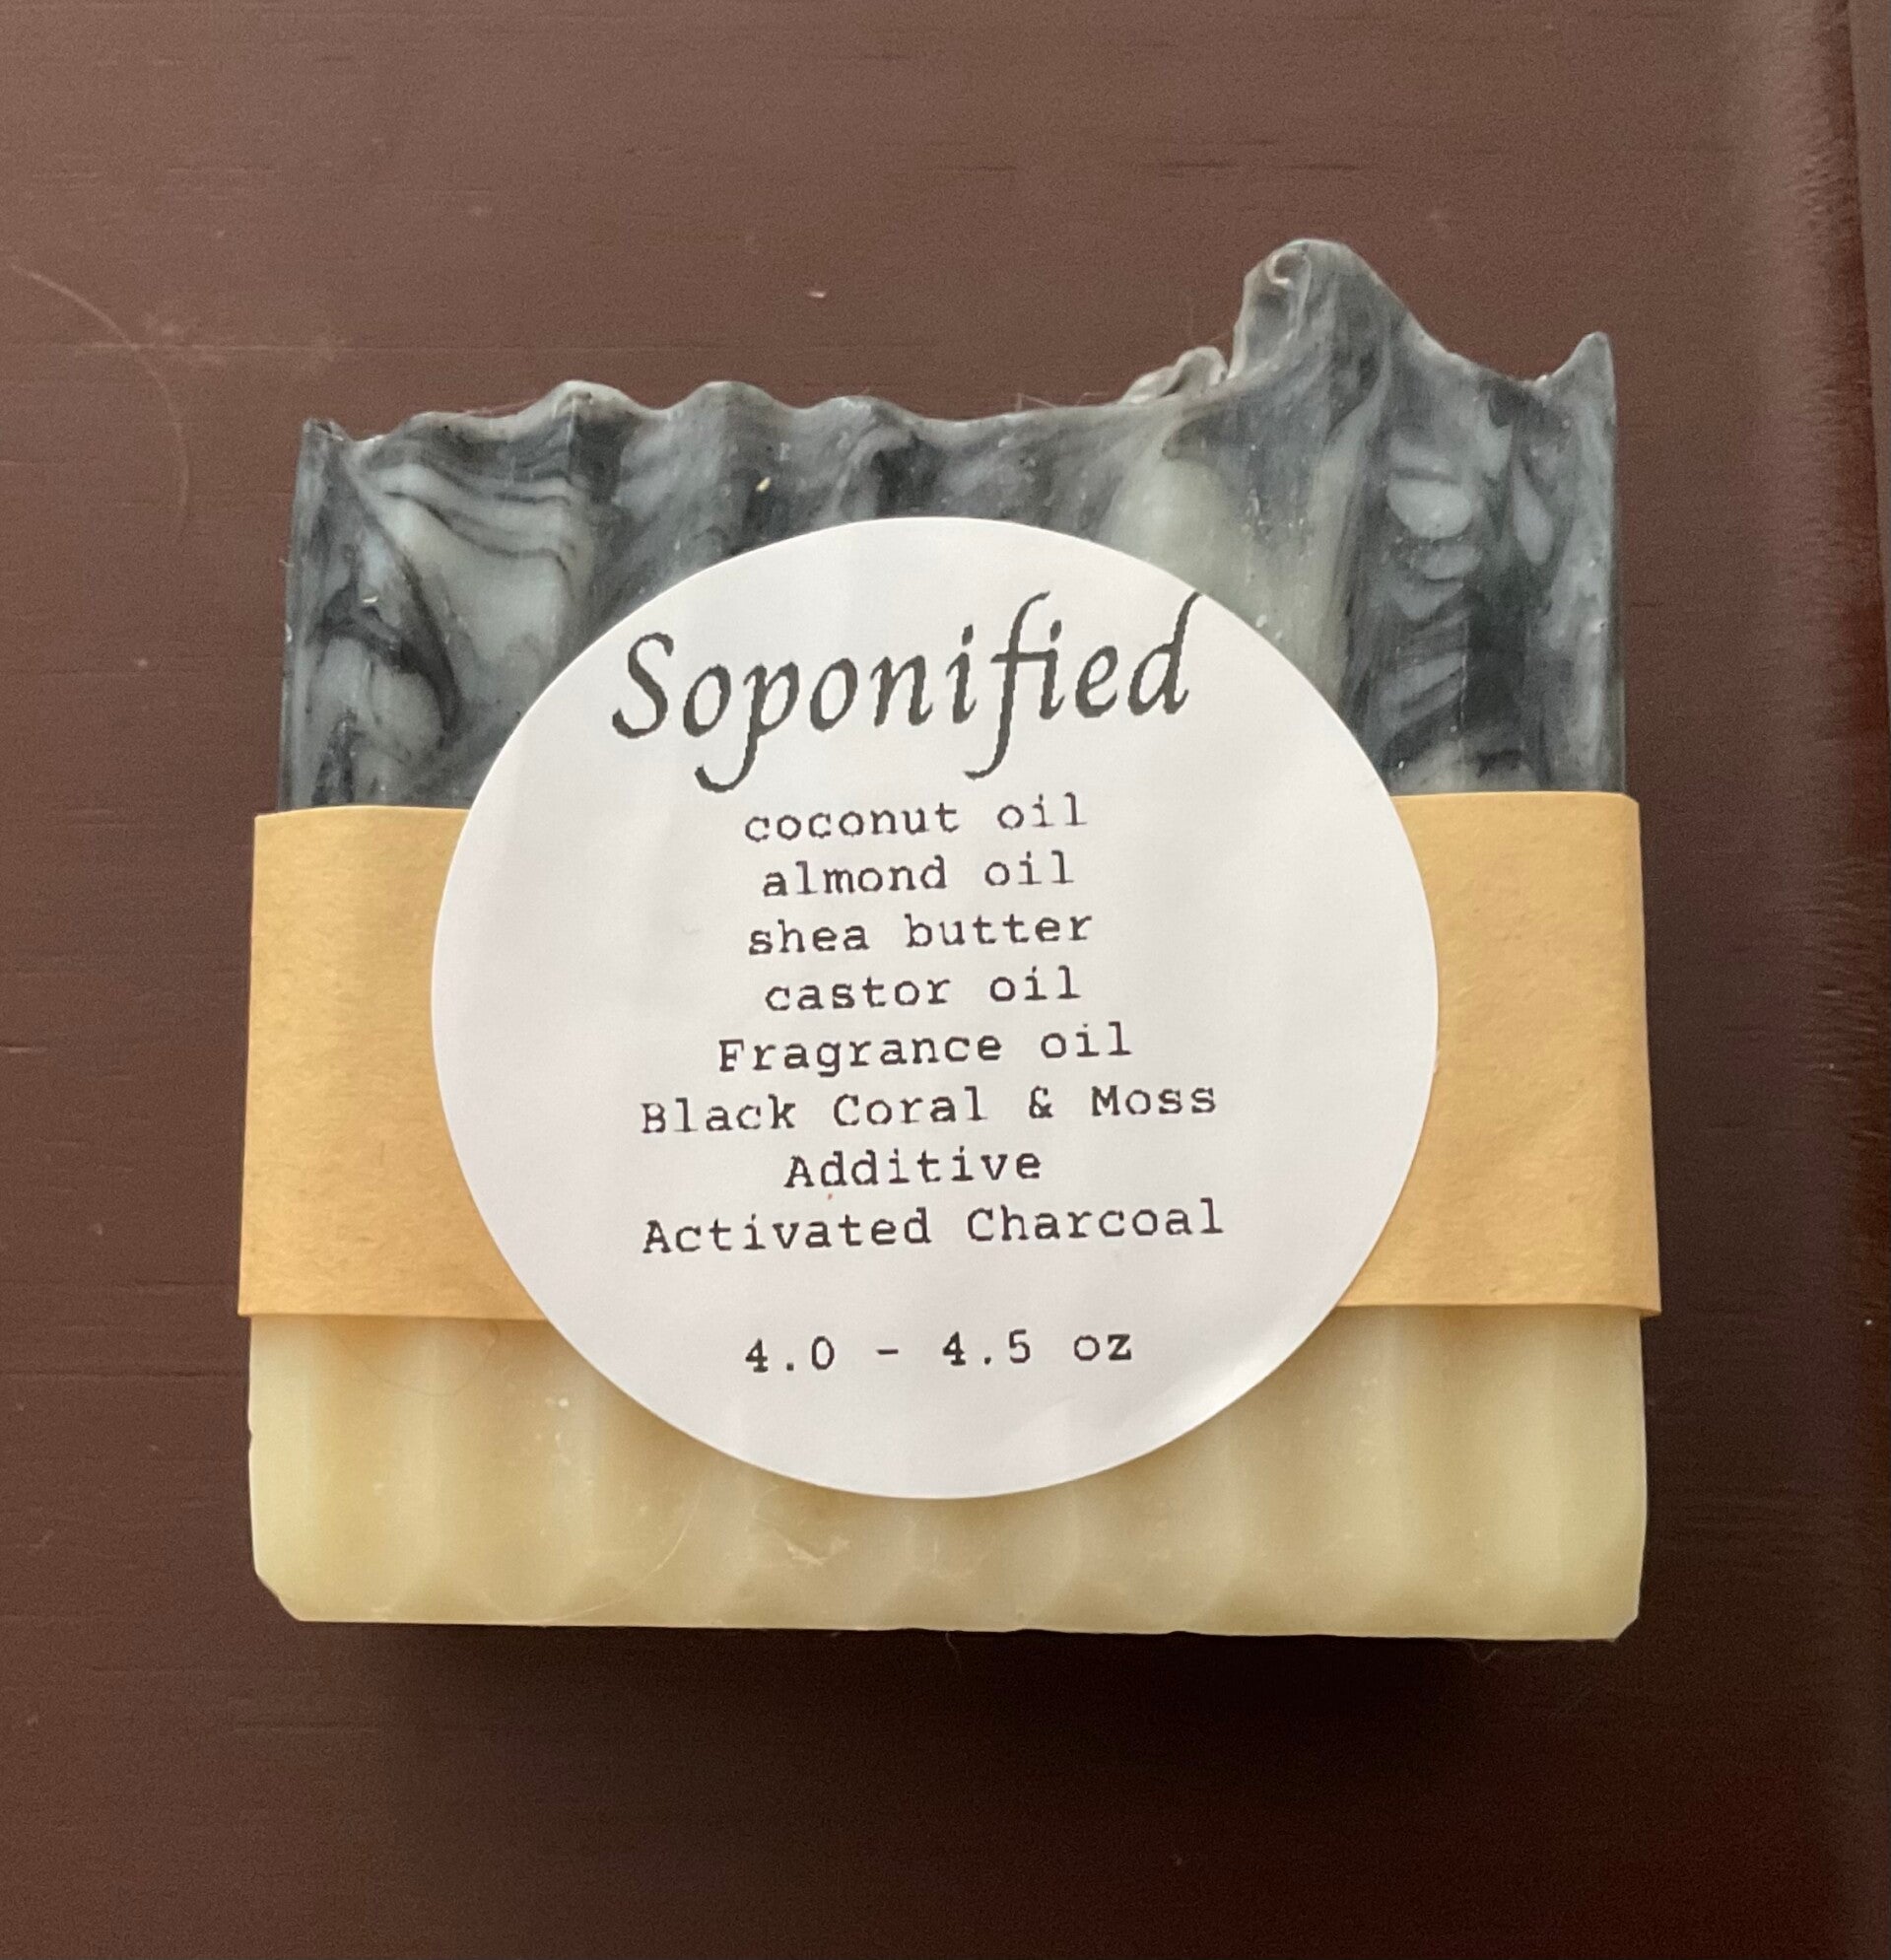 Soponified
coconut oil
almond oil
shea butter
castor oil
Fragrance oil
Black Coral & Moss
Additive
Activated Charcoal
4.0 - 4.5 oz